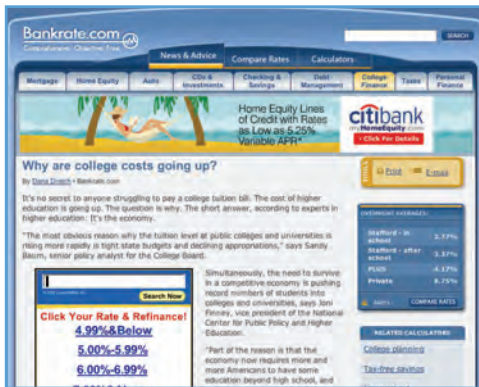 Bankrate.com
Comprehensive. Objective. Free.
SEARCH
News & Advice
Compare Rates
Calculators
Mortgage
Home Equity
Auto
CDs &
Investments
Checking &
Savings
Debt
Management
College
Finance
Taxes
Personal
Finance
Home Equity Lines
of Credit with Rates
as Low as 5.25%
Variable APR*
citibank
myHomeEquity.com
Click For Details
Why are college costs going up?
By Dana Dratch • Bankrate.com
Print
E-mail
It's no secret to anyone struggling to pay a college tuition bill. The cost of higher
education is going up. The question is why. The short answer, according to experts in
higher education: It's the economy.
"The most obvious reason why the tuition level at public colleges and universities is
rising more rapidly is tight state budgets and declining appropriations," says Sandy
Baum, senior policy analyst for the College Board.
OVERNIGHT AVERAGES
Stafford - in
school
2.77%
Stafford - after
school
3.37%
PLUS
4.17%
Private
8.75%
COMPARE RATES
Search Now
Click Your Rate & Refinance!
4.99%&Below
5.00%-5.99%
6.00%-6.99%
Simultaneously, the need to survive
in a competitive economy is pushing
record numbers of students into
colleges and universities, says Joni
Finney, vice president of the National
Center for Public Policy and Higher
Education.
"Part of the reason is that the
economy now requires more and
more Americans to have some
education beyond high school, and
RELATED CALCULATORS
College planning
Tax-free savings